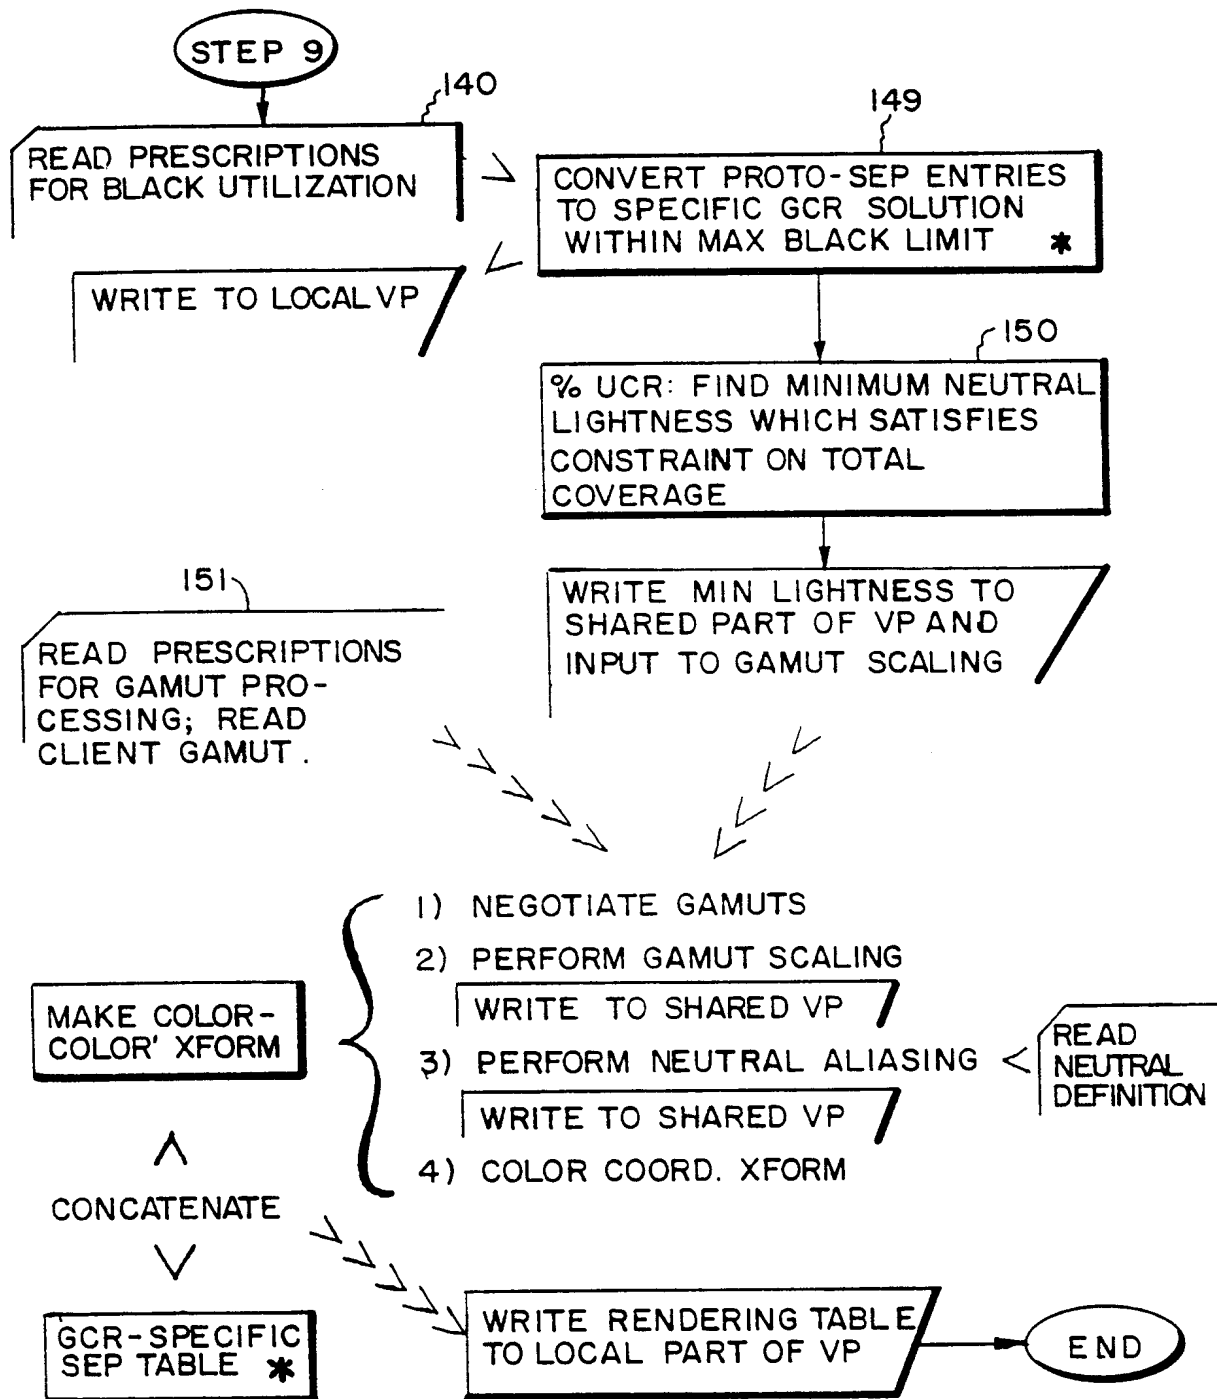 STEP 9
140
READ PRESCRIPTIONS
FOR BLACK UTILIZATION
149
CONVERT PROTO-SEP ENTRIES
TO SPECIFIC GCR SOLUTION
WITHIN MAX BLACK LIMIT *
WRITE TO LOCAL VP
150
% UCR: FIND MINIMUM NEUTRAL
LIGHTNESS WHICH SATISFIES
CONSTRAINT ON TOTAL
COVERAGE
WRITE MIN LIGHTNESS TO
SHARED PART OF VP AND
INPUT TO GAMUT SCALING
151
READ PRESCRIPTIONS
FOR GAMUT PRO-
CESSING; READ
CLIENT GAMUT.
1) NEGOTIATE GAMUTS
2) PERFORM GAMUT SCALING
WRITE TO SHARED VP
3) PERFORM NEUTRAL ALIASING
WRITE TO SHARED VP
4) COLOR COORD. XFORM
READ
NEUTRAL
DEFINITION
MAKE COLOR-
COLOR' XFORM
CONCATENATE
GCR-SPECIFIC
SEP TABLE *
WRITE RENDERING TABLE
TO LOCAL PART OF VP
END